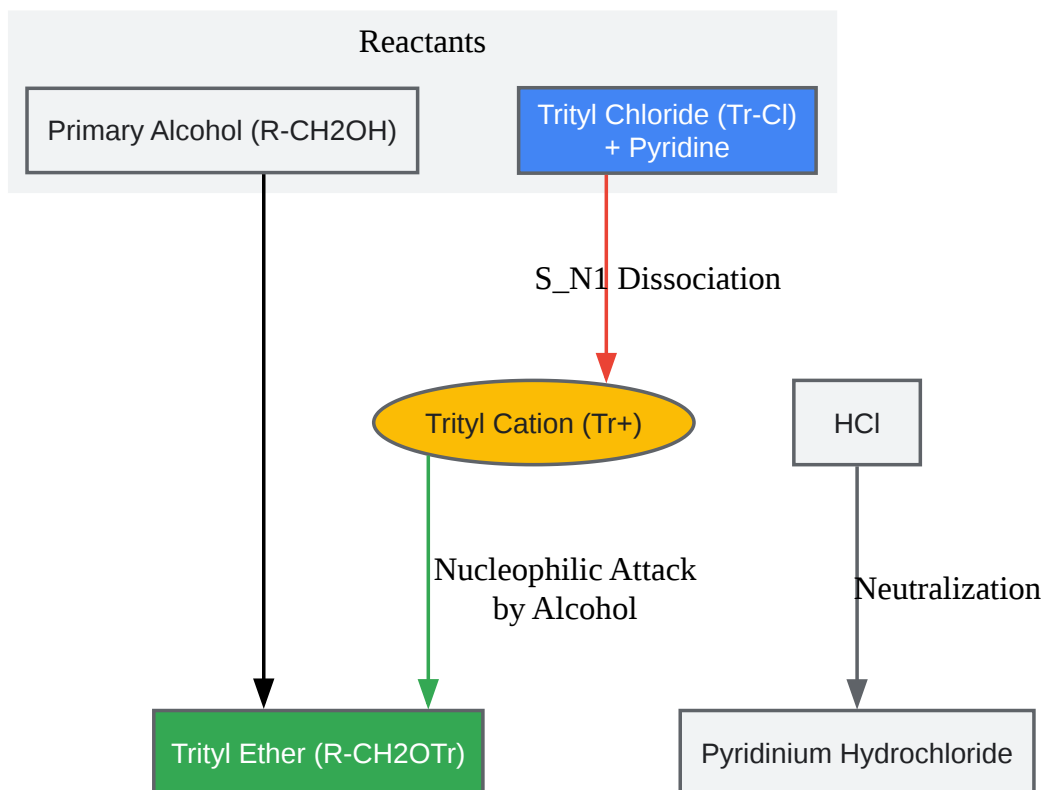 Reactants
Primary Alcohol (R-CH2OH)
Trityl Chloride (Tr-Cl)
+ Pyridine
S_N1 Dissociation
Trityl Cation (Tr+)
HCl
Nucleophilic Attack
by Alcohol
Neutralization
Trityl Ether (R-CH2OTr)
Pyridinium Hydrochloride